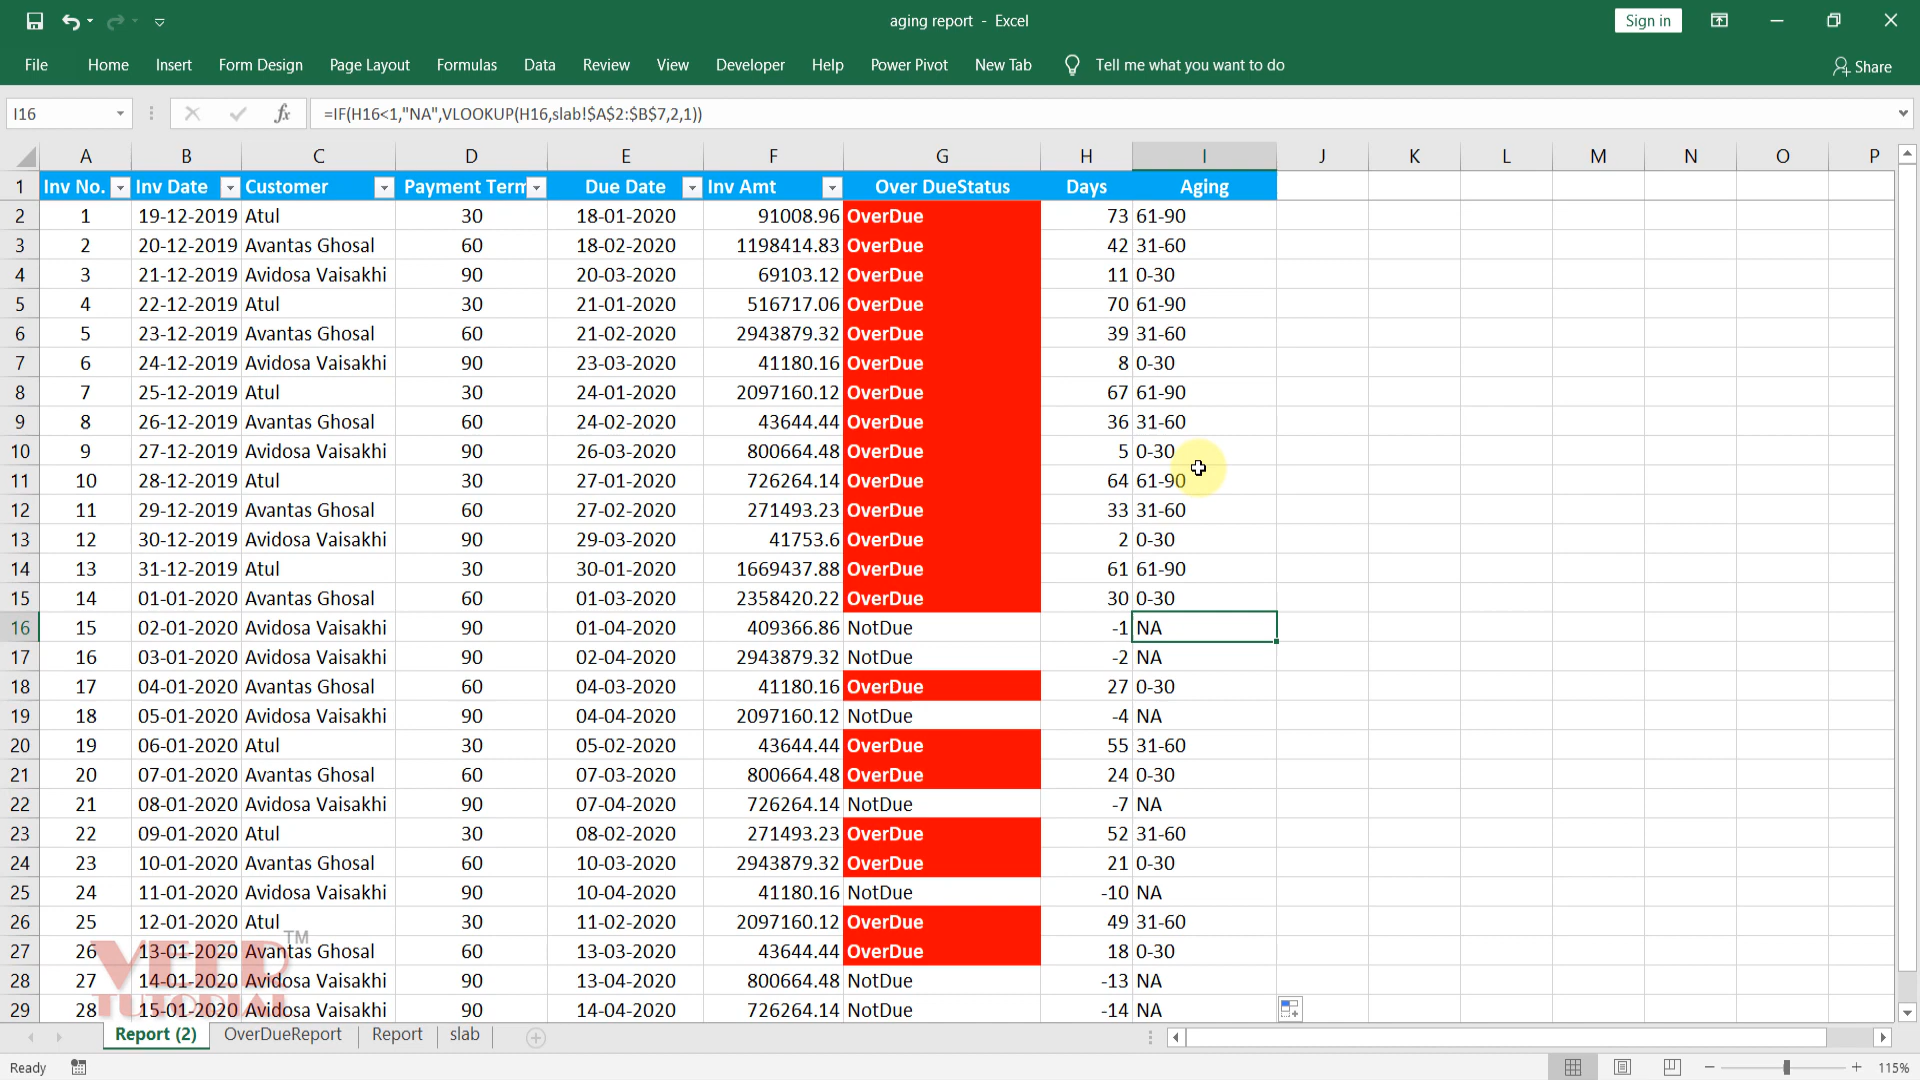 aging report - Excel
Sign in
File Home Insert Form Design Page Layout Formulas Data Review View Developer Help Power Pivot New Tab Tell me what you want to do Share
I16 fx =IF(H16<1,"NA",VLOOKUP(H16,slab!$A$2:$B$7,2,1))
A B C D E F G H I J K L M N O P
1 Inv No. Inv Date Customer Payment Term Due Date Inv Amt Over DueStatus Days Aging
2 1 19-12-2019 Atul 30 18-01-2020 91008.96 OverDue 73 61-90
3 2 20-12-2019 Avantas Ghosal 60 18-02-2020 1198414.83 OverDue 42 31-60
4 3 21-12-2019 Avidosa Vaisakhi 90 20-03-2020 69103.12 OverDue 11 0-30
5 4 22-12-2019 Atul 30 21-01-2020 516717.06 OverDue 70 61-90
6 5 23-12-2019 Avantas Ghosal 60 21-02-2020 2943879.32 OverDue 39 31-60
7 6 24-12-2019 Avidosa Vaisakhi 90 23-03-2020 41180.16 OverDue 8 0-30
8 7 25-12-2019 Atul 30 24-01-2020 2097160.12 OverDue 67 61-90
9 8 26-12-2019 Avantas Ghosal 60 24-02-2020 43644.44 OverDue 36 31-60
10 9 27-12-2019 Avidosa Vaisakhi 90 26-03-2020 800664.48 OverDue 5 0-30
11 10 28-12-2019 Atul 30 27-01-2020 726264.14 OverDue 64 61-90
12 11 29-12-2019 Avantas Ghosal 60 27-02-2020 271493.23 OverDue 33 31-60
13 12 30-12-2019 Avidosa Vaisakhi 90 29-03-2020 41753.6 OverDue 2 0-30
14 13 31-12-2019 Atul 30 30-01-2020 1669437.88 OverDue 61 61-90
15 14 01-01-2020 Avantas Ghosal 60 01-03-2020 2358420.22 OverDue 30 0-30
16 15 02-01-2020 Avidosa Vaisakhi 90 01-04-2020 409366.86 NotDue -1 NA
17 16 03-01-2020 Avidosa Vaisakhi 90 02-04-2020 2943879.32 NotDue -2 NA
18 17 04-01-2020 Avantas Ghosal 60 04-03-2020 41180.16 OverDue 27 0-30
19 18 05-01-2020 Avidosa Vaisakhi 90 04-04-2020 2097160.12 NotDue -4 NA
20 19 06-01-2020 Atul 30 05-02-2020 43644.44 OverDue 55 31-60
21 20 07-01-2020 Avantas Ghosal 60 07-03-2020 800664.48 OverDue 24 0-30
22 21 08-01-2020 Avidosa Vaisakhi 90 07-04-2020 726264.14 NotDue -7 NA
23 22 09-01-2020 Atul 30 08-02-2020 271493.23 OverDue 52 31-60
24 23 10-01-2020 Avantas Ghosal 60 10-03-2020 2943879.32 OverDue 21 0-30
25 24 11-01-2020 Avidosa Vaisakhi 90 10-04-2020 41180.16 NotDue -10 NA
26 25 12-01-2020 Atul 30 11-02-2020 2097160.12 OverDue 49 31-60
27 26 13-01-2020 Avantas Ghosal 60 13-03-2020 43644.44 OverDue 18 0-30
28 27 14-01-2020 Avidosa Vaisakhi 90 13-04-2020 800664.48 NotDue -13 NA
29 28 15-01-2020 Avidosa Vaisakhi 90 14-04-2020 726264.14 NotDue -14 NA
TM
TUTORIAL
Report (2) OverDueReport Report slab
Ready 115%